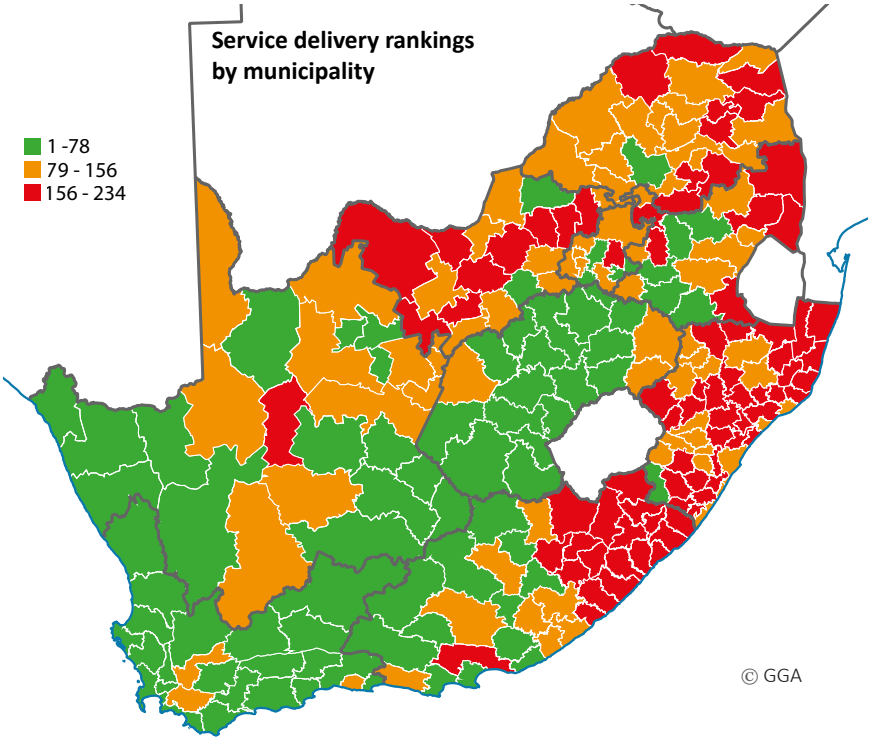 Service delivery rankings
by municipality
1 -78
79 - 156
156 - 234
© GGA